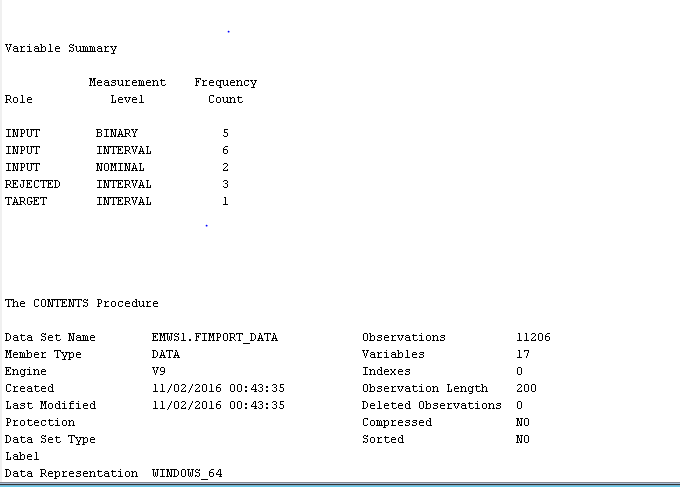 Variable Summary
Measurement Frequency
Role Level Count
INPUT BINARY 5
INPUT INTERVAL 6
INPUT NOMINAL 2
REJECTED INTERVAL 3
TARGET INTERVAL 1
The CONTENTS Procedure
Data Set Name EMWS1.FIMPORT_DATA Observations 11206
Member Type DATA Variables 17
Engine V9 Indexes 0
Created 11/02/2016 00:43:35 Observation Length 200
Last Modified 11/02/2016 00:43:35 Deleted Observations 0
Protection Compressed NO
Data Set Type Sorted NO
Label
Data Representation WINDOWS_64